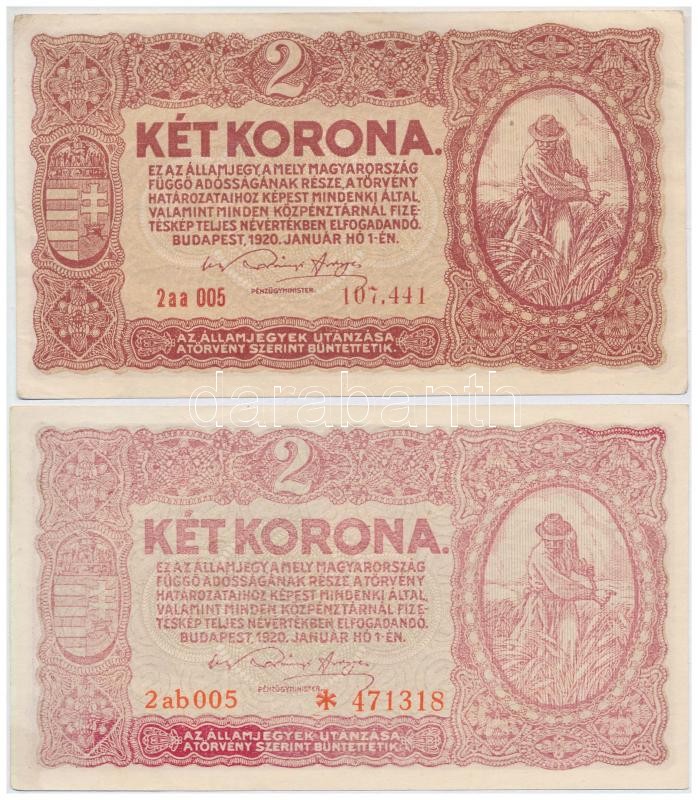 2
KÉT KORONA.
EZ AZ ÁLLAMJEGY, A MELY MAGYARORSZÁG
FÜGGŐ ADÓSSÁGÁNAK RÉSZE, A TÖRVÉNY
HATÁROZATAIHOZ KÉPEST MINDENKI ÁLTAL,
VALAMINT MINDEN KÖZPÉNZTÁRNÁL FIZE-
TÉSKÉP TELJES NÉVÉRTÉKBEN ELFOGADANDÓ.
BUDAPEST, 1920. JANUÁR HÓ 1-ÉN.
2aa 005
PÉNZÜGYMINISTER.
107,441
AZ ÁLLAMJEGYEK UTÁNZÁSA
A TÖRVÉNY SZERINT BÜNTETTETIK.
darabanth
2
KÉT KORONA.
EZ AZ ÁLLAMJEGY, A MELY MAGYARORSZÁG
FÜGGŐ ADÓSSÁGÁNAK RÉSZE A TÖRVÉNY
HATÁROZATAIHOZ KÉPEST MINDENKI ÁLTAL,
VALAMINT MINDEN KÖZPÉNZTÁRNÁL FIZE-
TÉSKÉP TELJES NÉVÉRTÉKBEN ELFOGADANDÓ.
BUDAPEST, 1920. JANUÁR HÓ 1-ÉN.
PÉNZÜGYMINISTER.
2ab005 * 471318
AZ ÁLLAMJEGYEK UTÁNZÁSA
A TÖRVÉNY SZERINT BÜNTETTETIK.